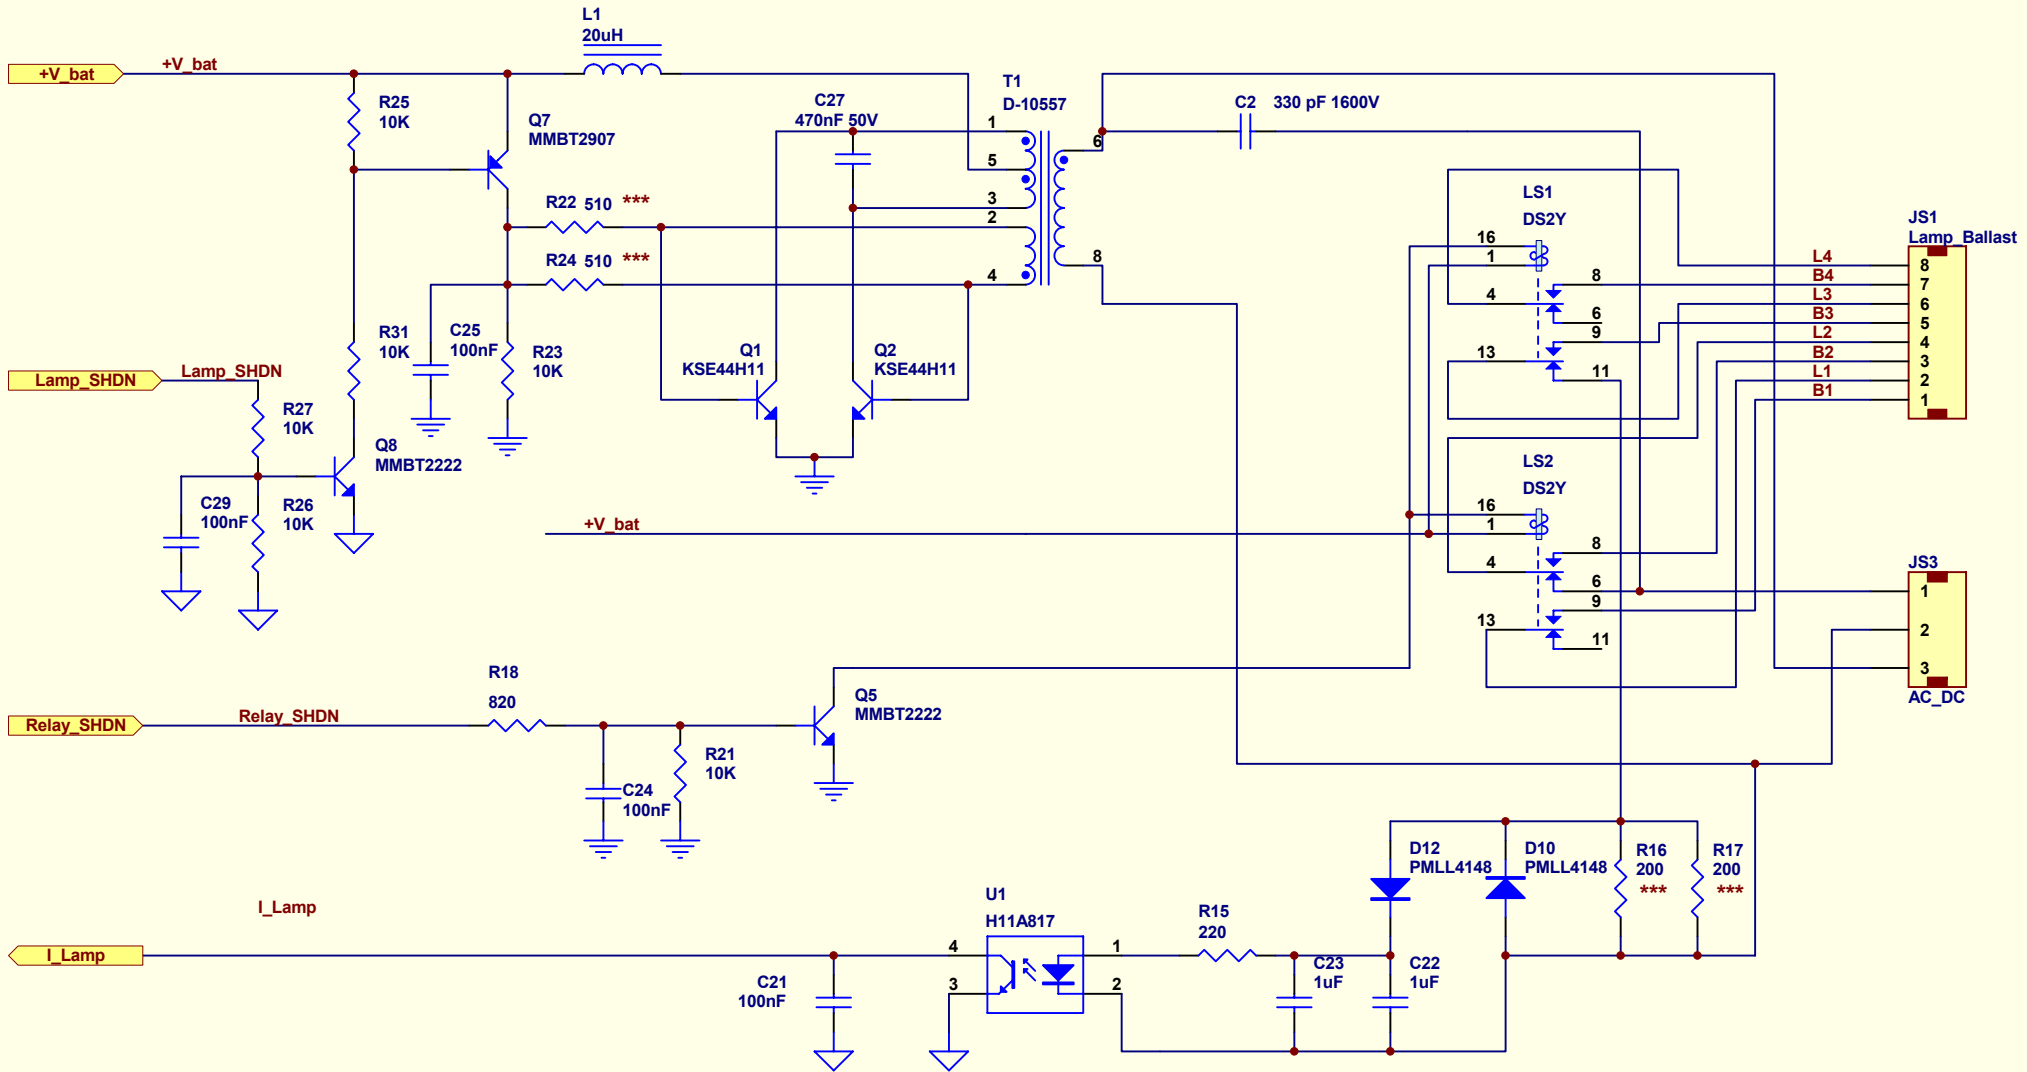 L1
20uH
+V_bat
+V_bat
R25
10K
Q7
MMBT2907
C27
470nF 50V
T1
D-10557
1
5
3
2
4
6
8
C2 330 pF 1600V
R22 510 ***
R24 510 ***
LS1
DS2Y
16
1
4
13
8
6
9
11
JS1
Lamp_Ballast
L4
B4
L3
B3
L2
B2
L1
B1
8
7
6
5
4
3
2
1
R31
10K
C25
100nF
R23
10K
Q1
KSE44H11
Q2
KSE44H11
Lamp_SHDN
Lamp_SHDN
R27
10K
Q8
MMBT2222
C29
100nF
R26
10K
+V_bat
LS2
DS2Y
16
1
4
13
8
6
9
11
JS3
1
2
3
AC_DC
R18
820
Relay_SHDN
Relay_SHDN
Q5
MMBT2222
R21
10K
C24
100nF
D12
PMLL4148
D10
PMLL4148
R16
200
***
R17
200
***
I_Lamp
I_Lamp
U1
H11A817
4
3
1
2
R15
220
C21
100nF
C23
1uF
C22
1uF